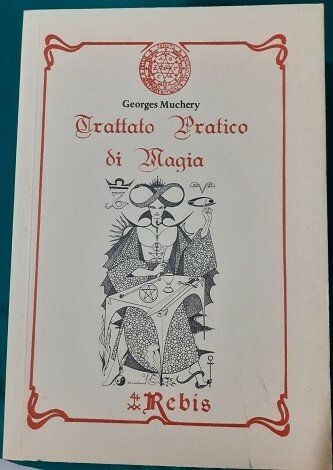 Georges Muchery
Trattato Pratico
di Magia
Rebis